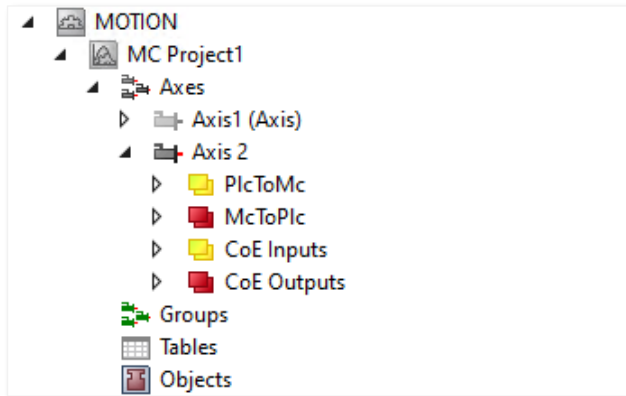 MOTION
MC Project1
Axes
Axis1 (Axis)
Axis 2
PlcToMc
McToPlc
CoE Inputs
CoE Outputs
Groups
Tables
Objects